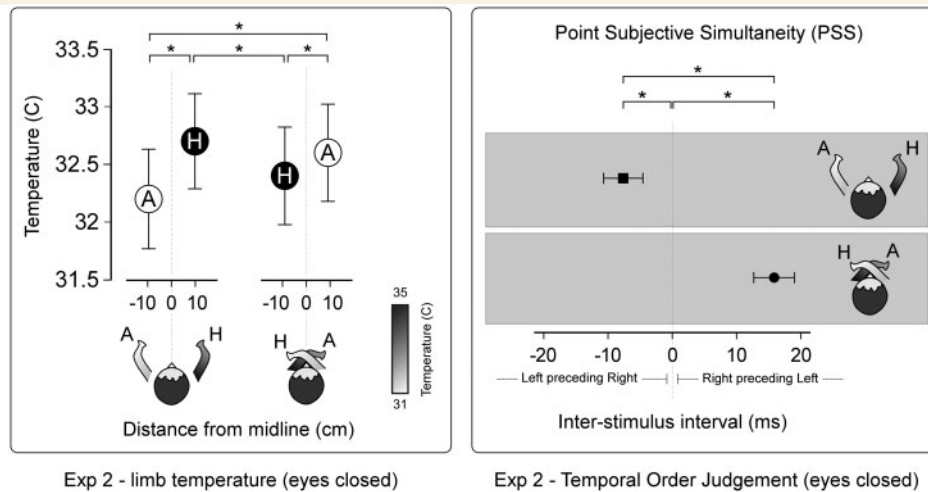 33.5
33
32.5
32
31.5
Temperature (C)
*
* * *
A H H A
-10 0 10 -10 0 10
A H H A
35
Temperature (C)
31
Distance from midline (cm)
Exp 2 - limb temperature (eyes closed)
Point Subjective Simultaneity (PSS)
*
* *
A H
H A
-20 -10 0 10 20
Left preceding Right Right preceding Left
Inter-stimulus interval (ms)
Exp 2 - Temporal Order Judgement (eyes closed)